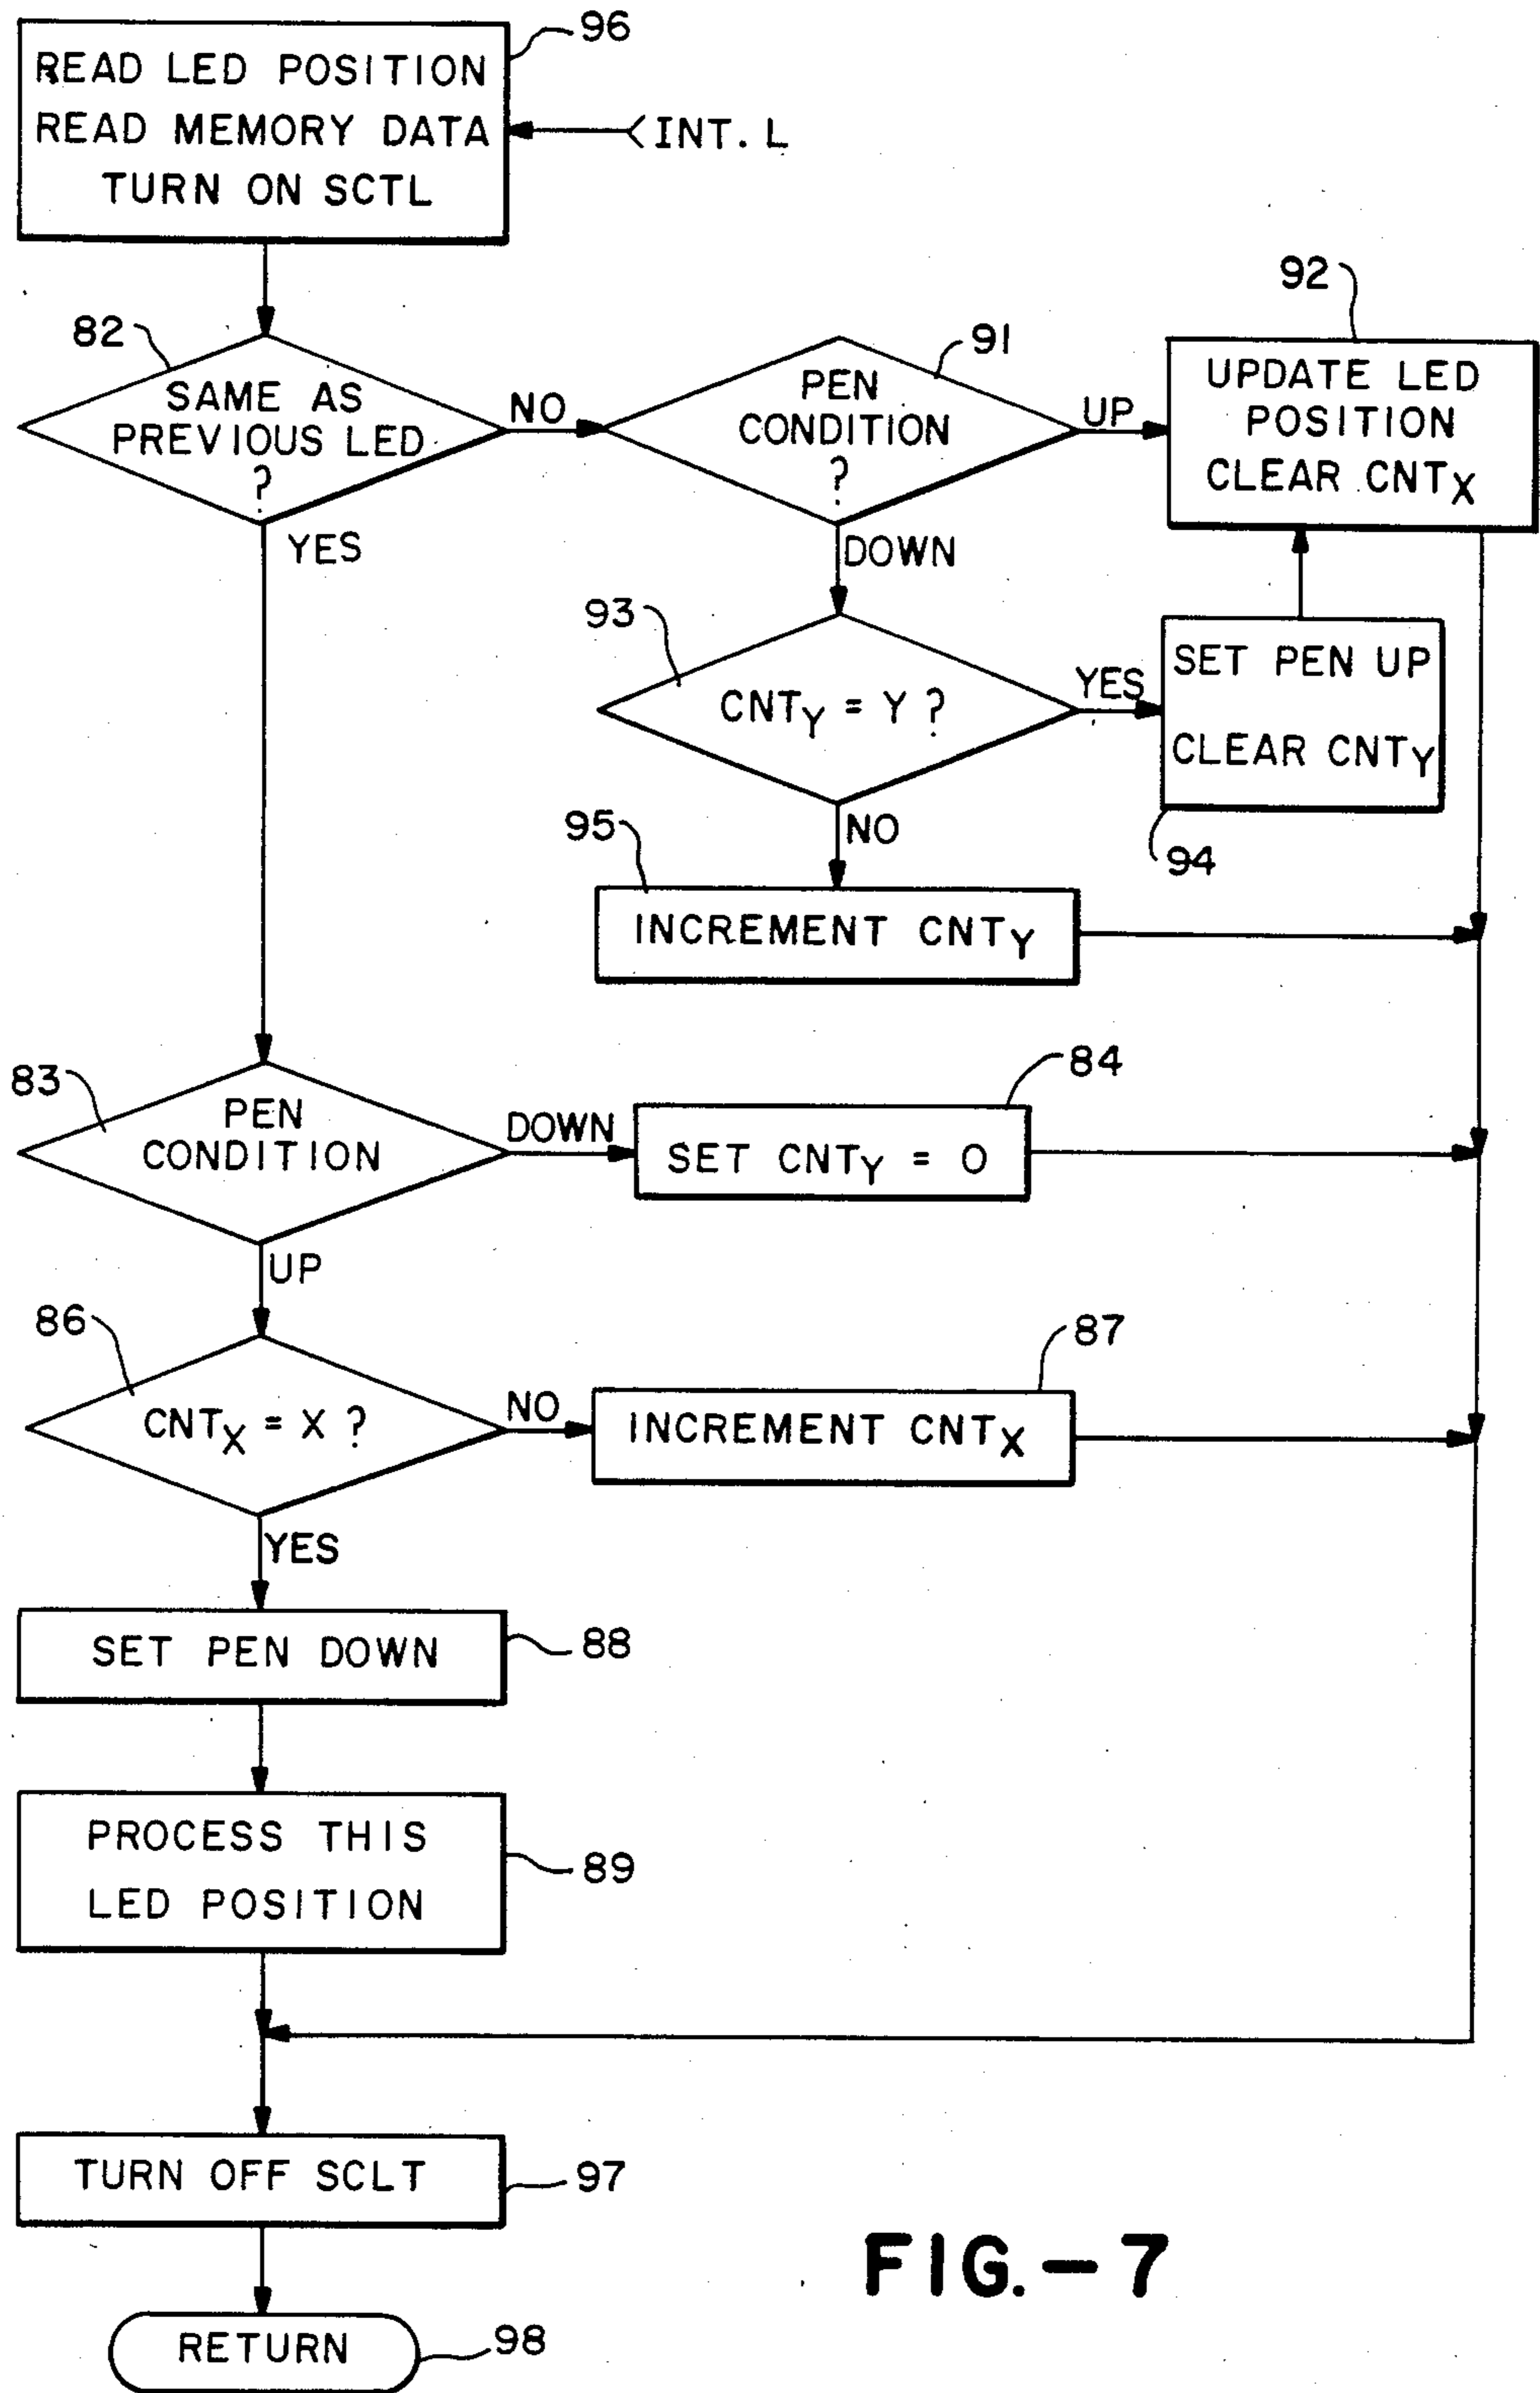 96
READ LED POSITION
READ MEMORY DATA
TURN ON SCTL
INT. L
82
SAME AS
PREVIOUS LED
?
NO
YES
91
PEN
CONDITION
?
UP
DOWN
92
UPDATE LED
POSITION
CLEAR CNTX
93
CNTY = Y ?
YES
NO
SET PEN UP
CLEAR CNTY
94
95
INCREMENT CNTY
83
PEN
CONDITION
DOWN
UP
84
SET CNTY = 0
86
CNTX = X ?
NO
YES
87
INCREMENT CNTX
SET PEN DOWN
88
PROCESS THIS
LED POSITION
89
TURN OFF SCLT
97
RETURN
98
FIG.-7